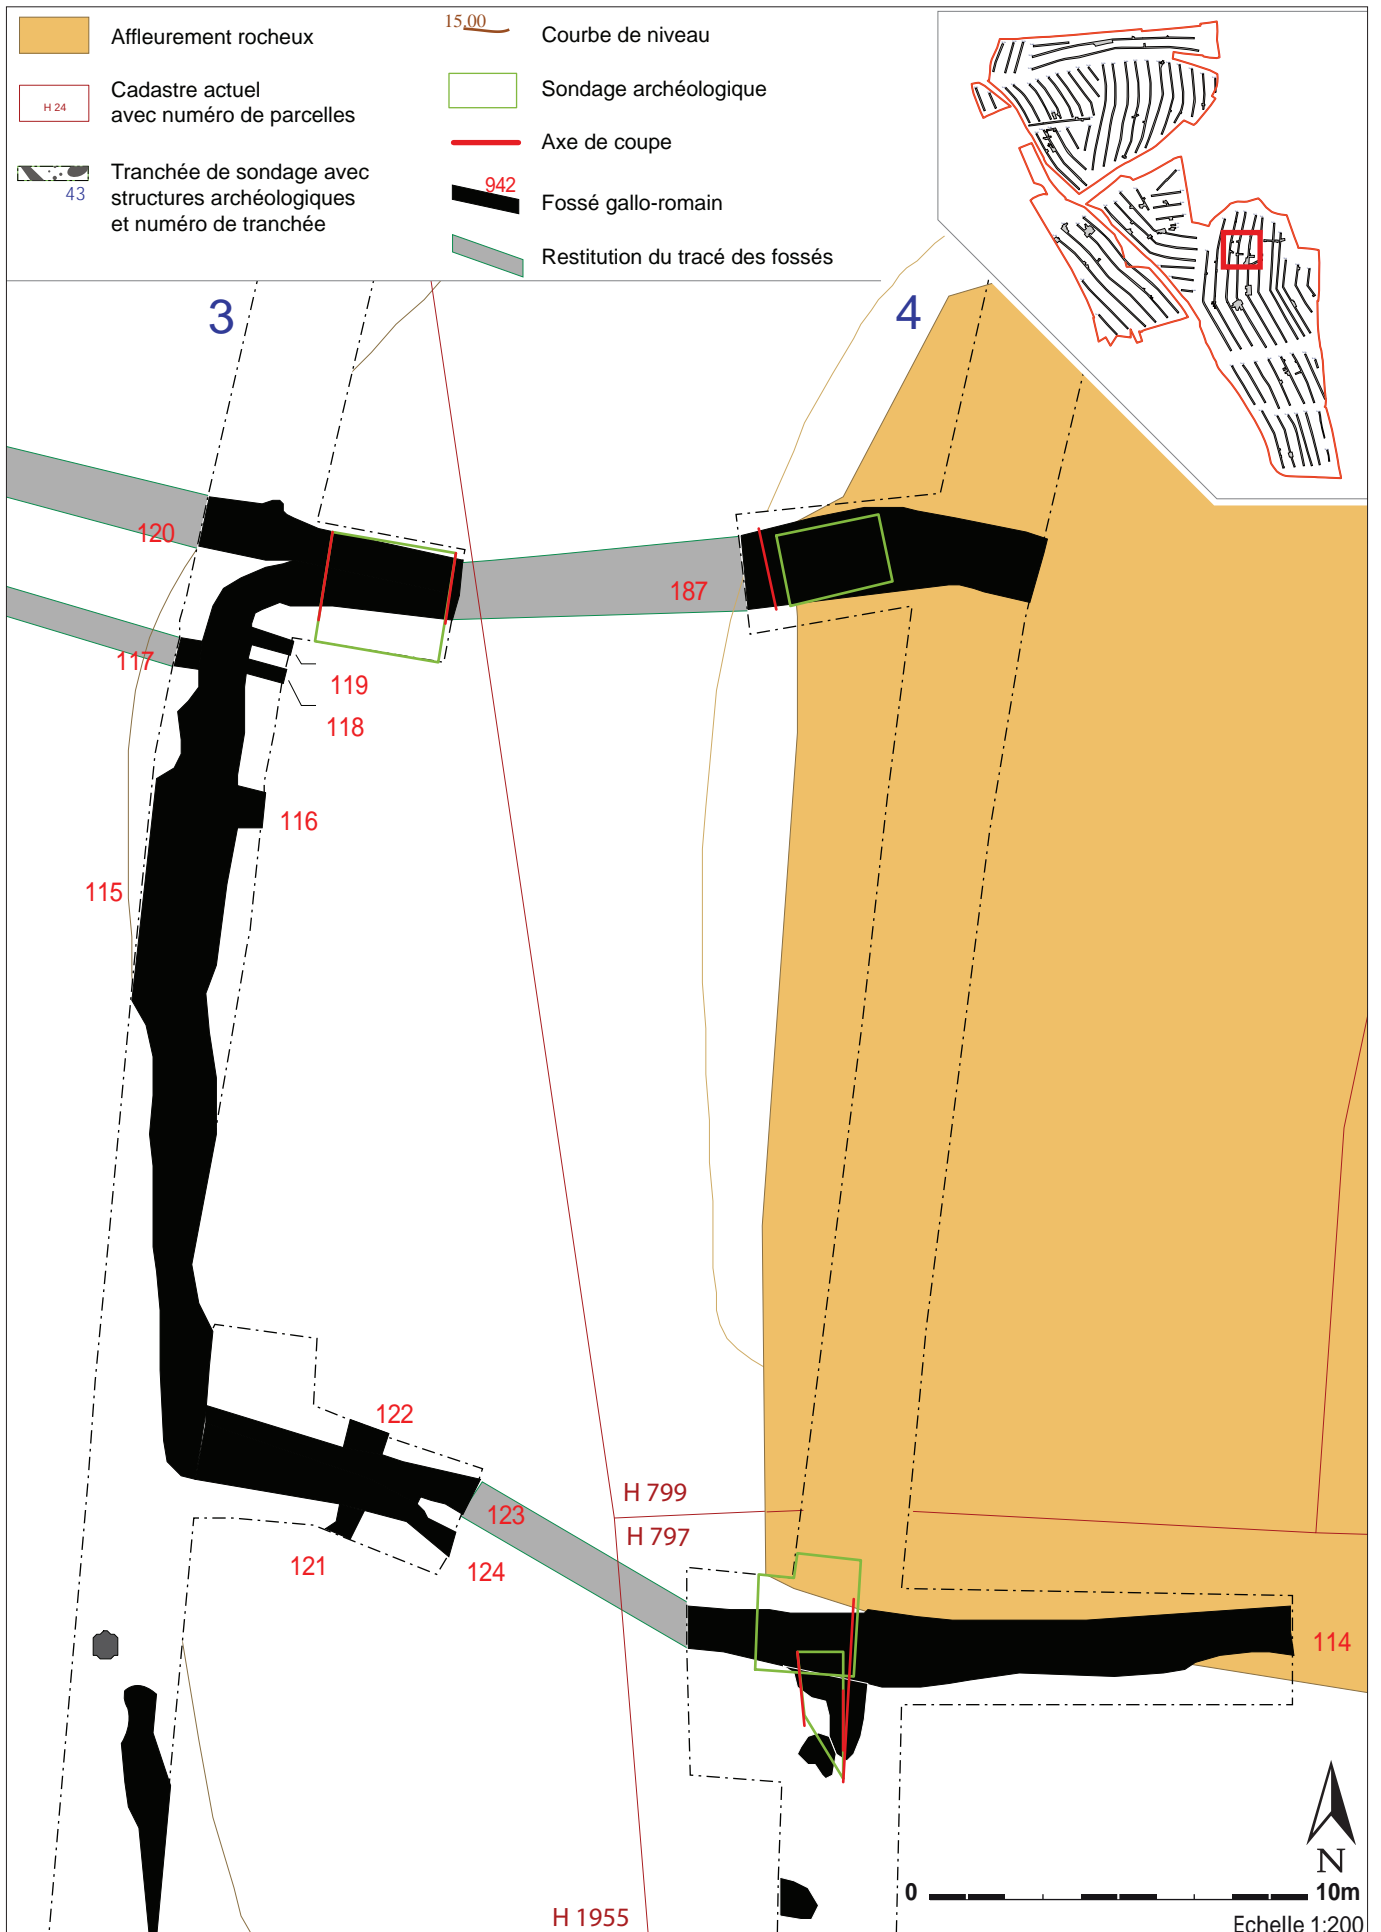 Affleurement rocheux
H 24
Cadastre actuel
avec numéro de parcelles
43
Tranchée de sondage avec
structures archéologiques
et numéro de tranchée
15,00
Courbe de niveau
Sondage archéologique
Axe de coupe
942
Fossé gallo-romain
Restitution du tracé des fossés
3
4
120
187
117
119
118
116
115
122
H 799
123
H 797
121
124
114
N
0
10m
H 1955
Echelle 1:200